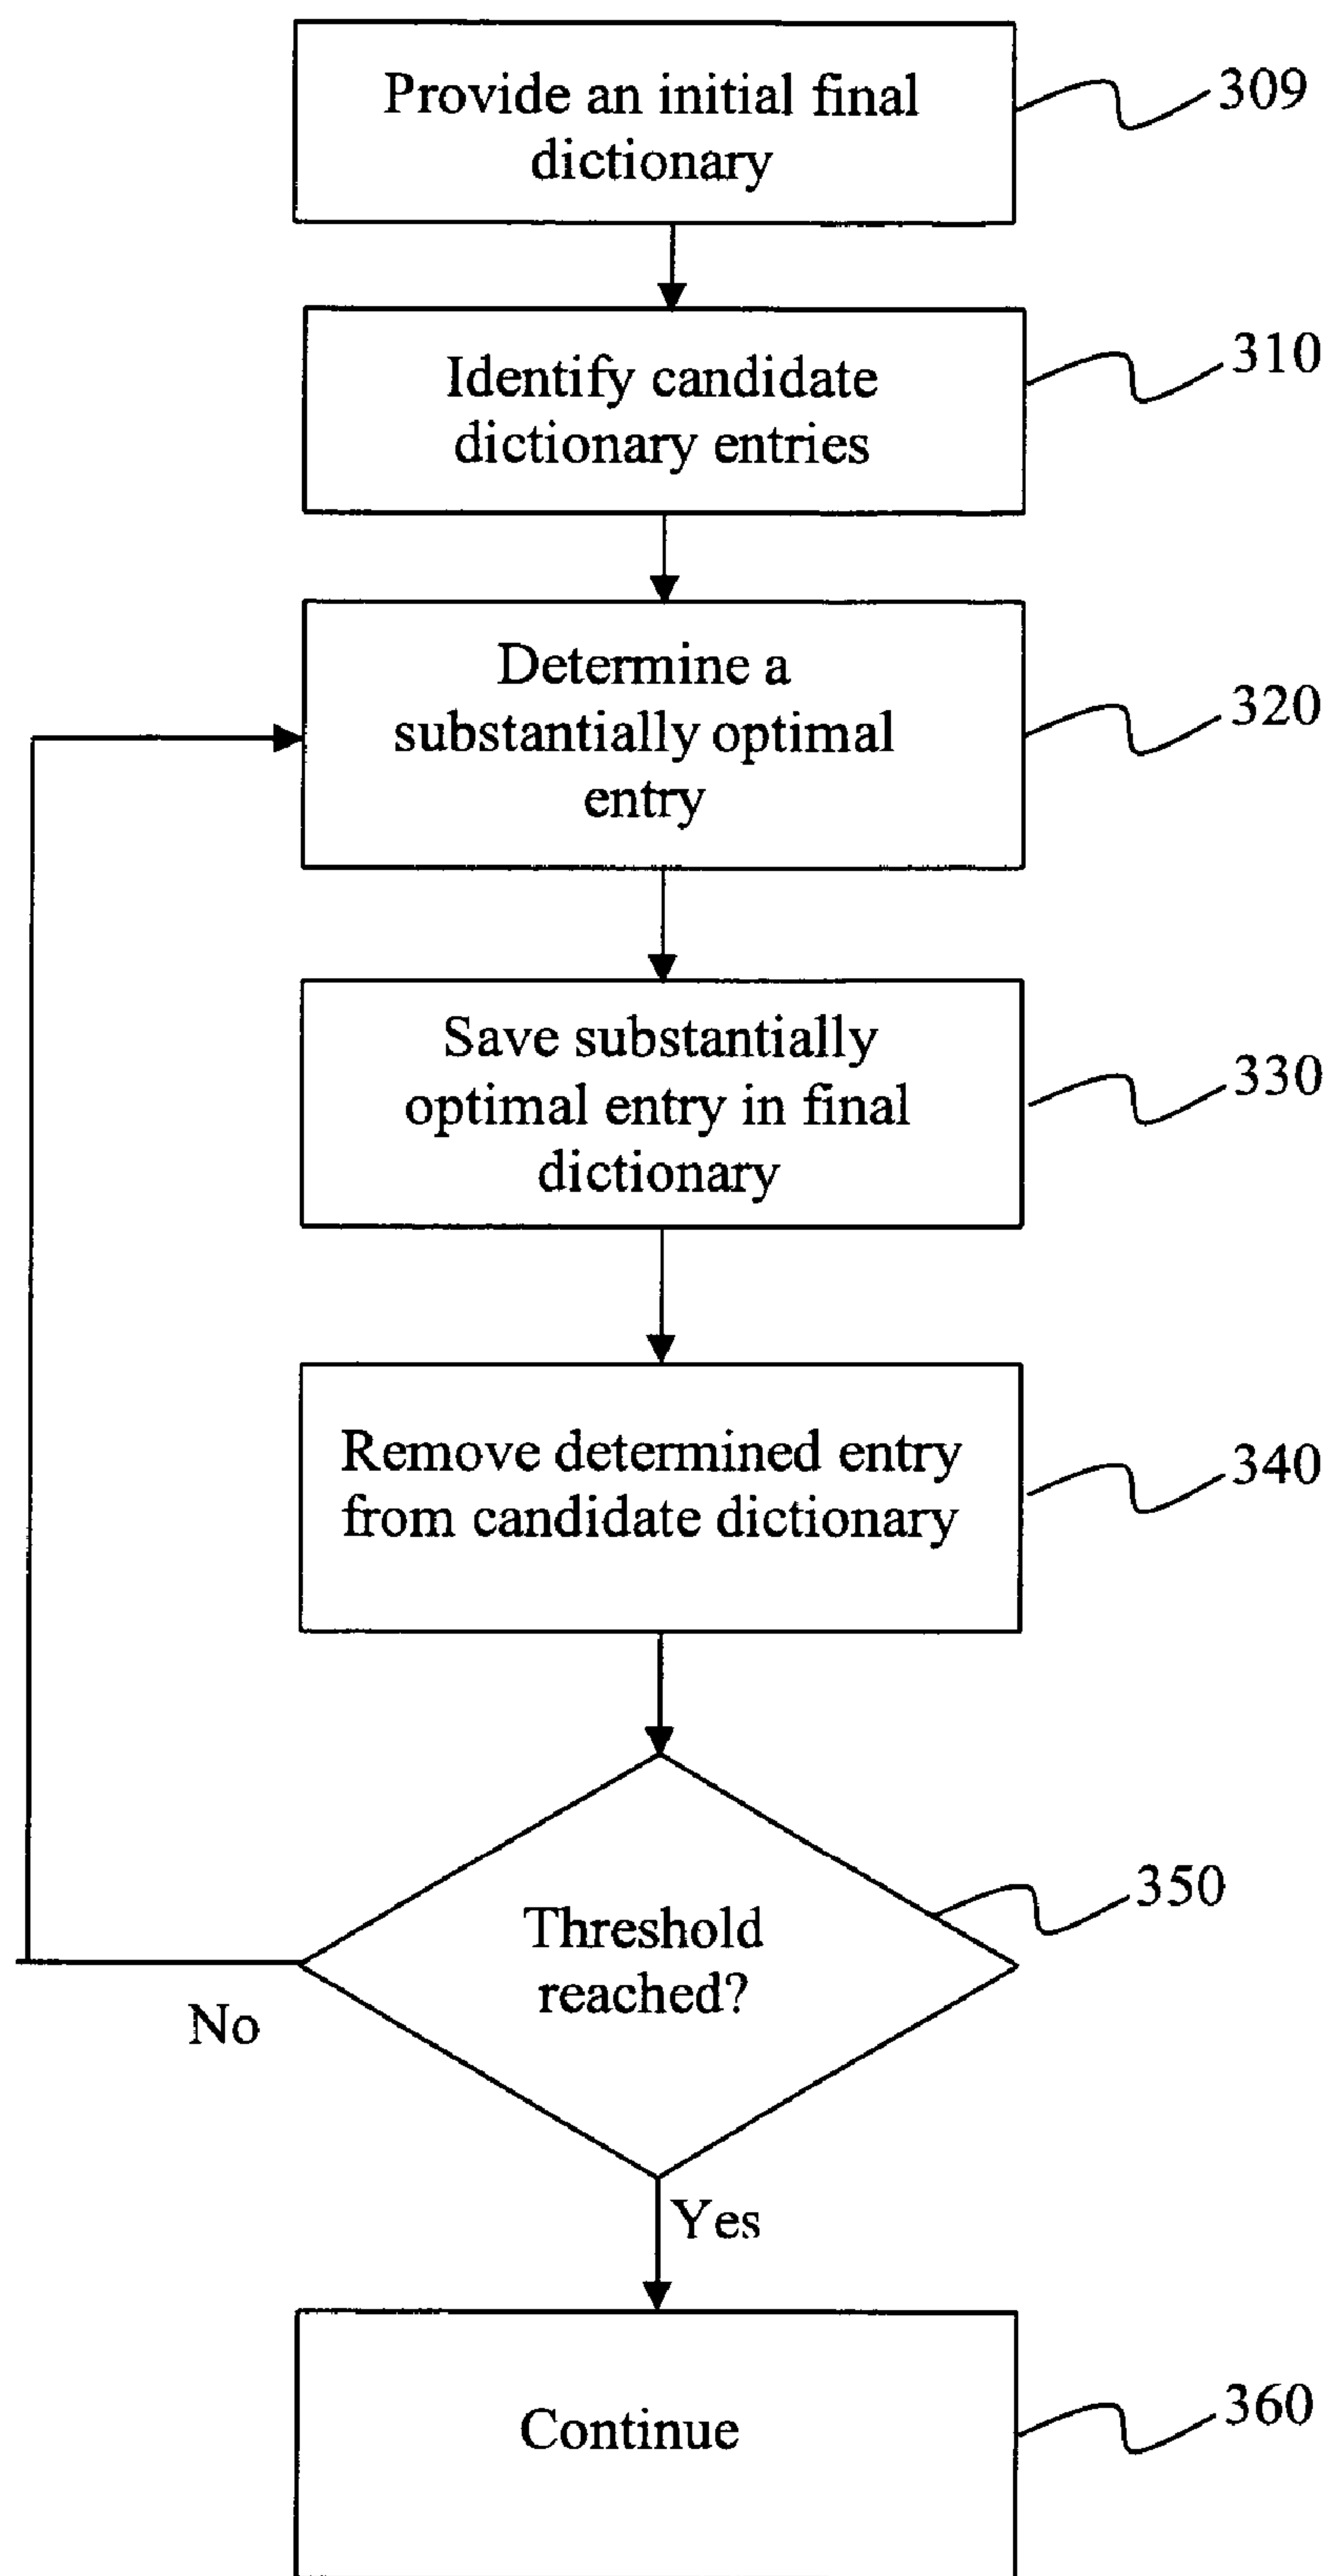 Provide an initial final
dictionary
309
Identify candidate
dictionary entries
310
Determine a
substantially optimal
entry
320
Save substantially
optimal entry in final
dictionary
330
Remove determined entry
from candidate dictionary
340
Threshold
reached?
350
No
Yes
Continue
360